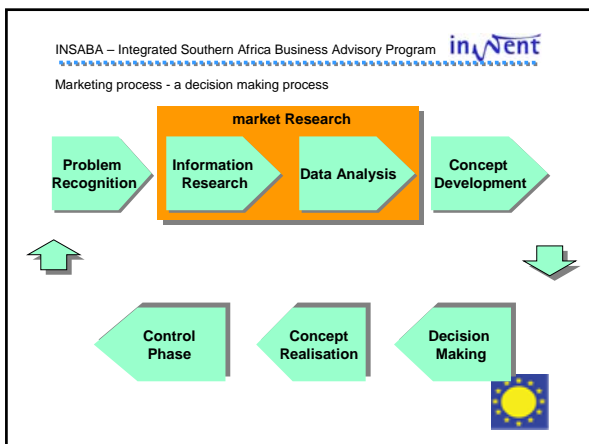 INSABA – Integrated Southern Africa Business Advisory Program
inWent
Marketing process - a decision making process
market Research
Problem
Recognition
Information
Research
Data Analysis
Concept
Development
Control
Phase
Concept
Realisation
Decision
Making